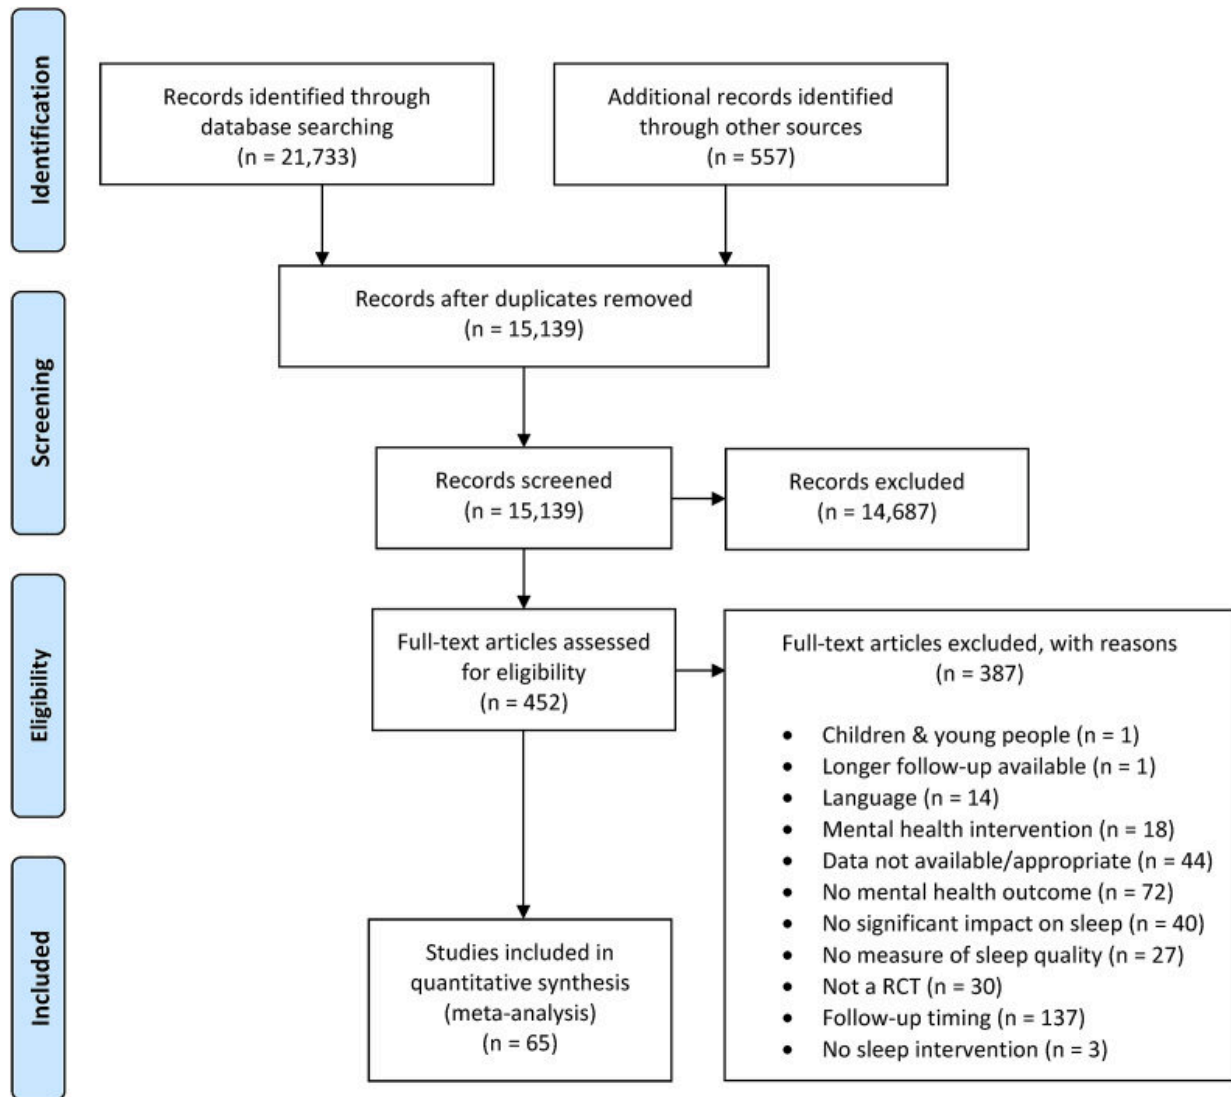 Identification
Records identified through
database searching
(n = 21,733)
Additional records identified
through other sources
(n = 557)
Screening
Records after duplicates removed
(n = 15,139)
Records screened
(n = 15,139)
Records excluded
(n = 14,687)
Eligibility
Full-text articles assessed
for eligibility
(n = 452)
Full-text articles excluded, with reasons
(n = 387)
• Children & young people (n = 1)
• Longer follow-up available (n = 1)
• Language (n = 14)
• Mental health intervention (n = 18)
• Data not available/appropriate (n = 44)
• No mental health outcome (n = 72)
• No significant impact on sleep (n = 40)
• No measure of sleep quality (n = 27)
• Not a RCT (n = 30)
• Follow-up timing (n = 137)
• No sleep intervention (n = 3)
Included
Studies included in
quantitative synthesis
(meta-analysis)
(n = 65)